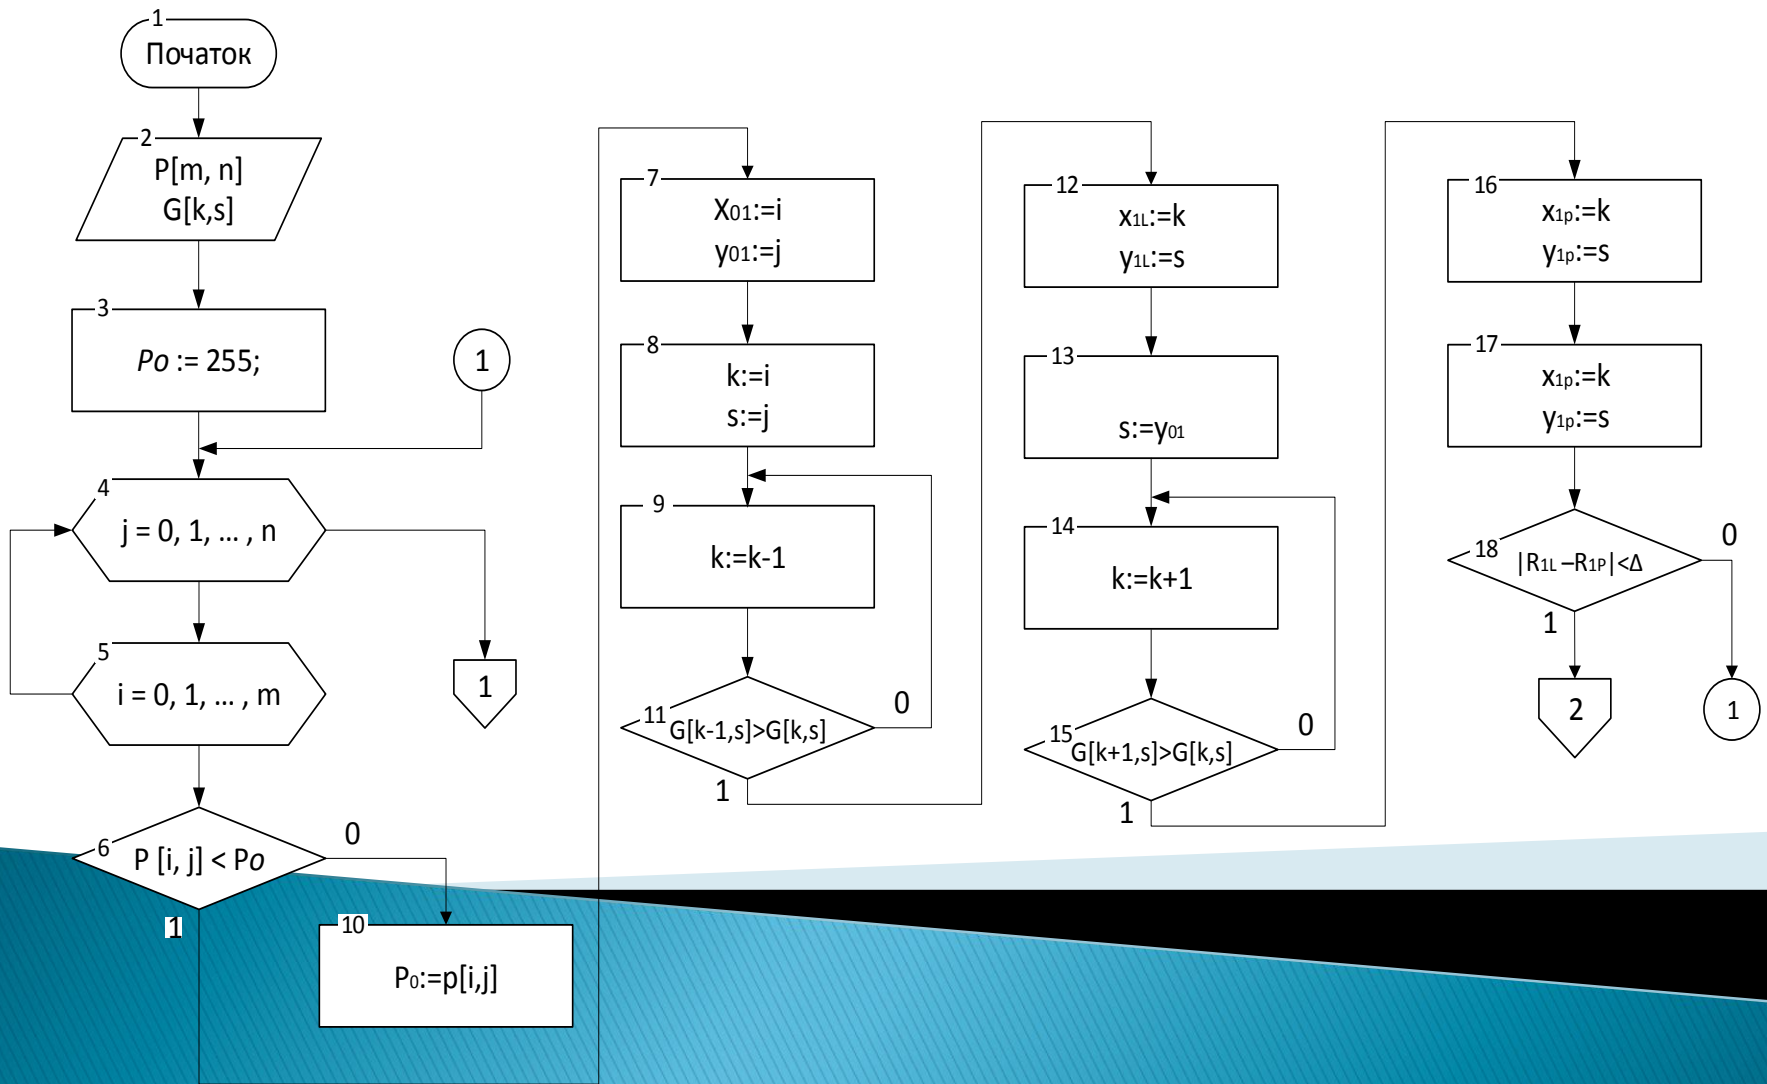 1
Початок
2
P[m, n]
G[k,s]
3
Po := 255;
1
4
j = 0, 1, ... , n
5
i = 0, 1, ... , m
1
6
P [i, j] < Po
0
1
10
P0:=p[i,j]
7
X01:=i
y01:=j
8
k:=i
s:=j
9
k:=k-1
11
G[k-1,s]>G[k,s]
0
1
12
x1L:=k
y1L:=s
13
s:=y01
14
k:=k+1
15
G[k+1,s]>G[k,s]
0
1
16
x1p:=k
y1p:=s
17
x1p:=k
y1p:=s
18
|R1L –R1P|<Δ
0
1
2
1